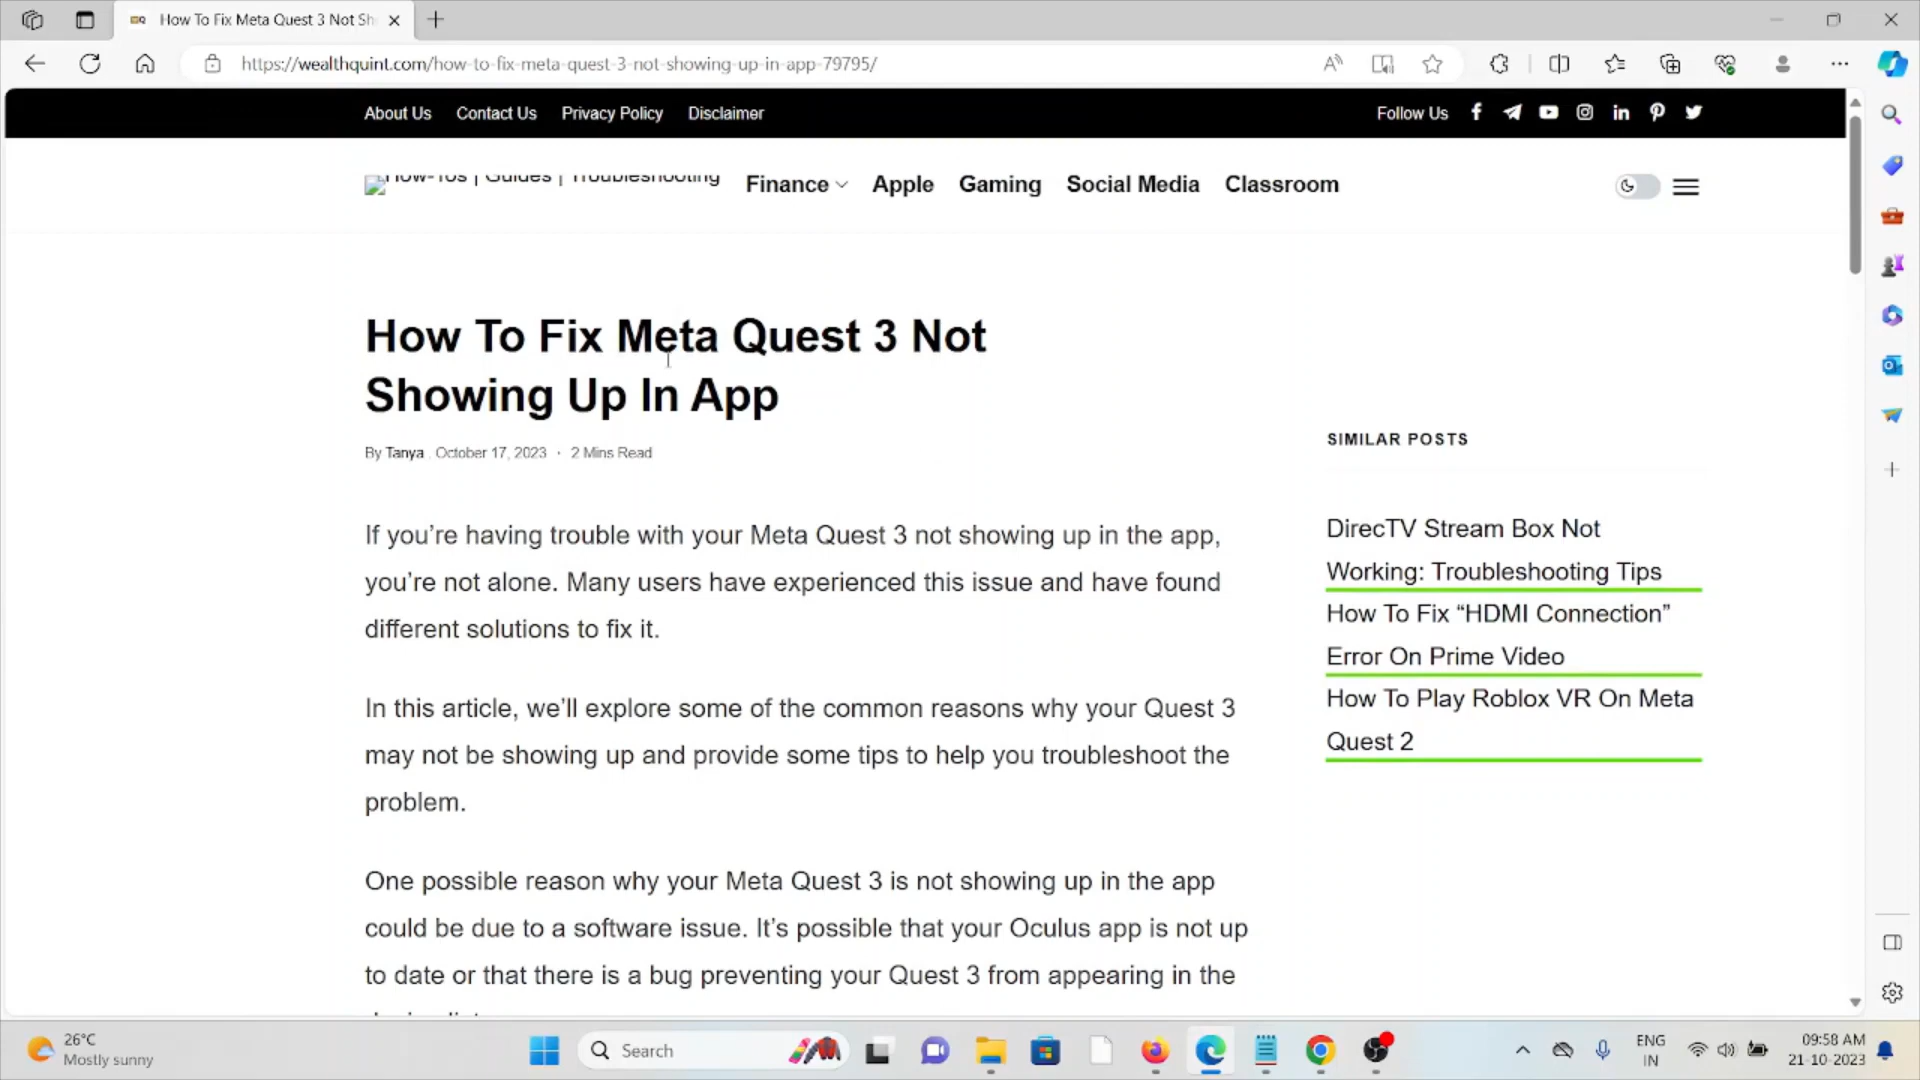 How To Fix Meta Quest 3 Not Sh
https://wealthquint.com/how-to-fix-meta-quest-3-not-showing-up-in-app-79795/
About Us Contact Us Privacy Policy Disclaimer Follow Us
How-Tos | Guides | Troubleshooting Finance Apple Gaming Social Media Classroom
How To Fix Meta Quest 3 Not
Showing Up In App
By Tanya . October 17, 2023 · 2 Mins Read
SIMILAR POSTS
DirecTV Stream Box Not
Working: Troubleshooting Tips
How To Fix “HDMI Connection”
Error On Prime Video
How To Play Roblox VR On Meta
Quest 2
If you’re having trouble with your Meta Quest 3 not showing up in the app,
you’re not alone. Many users have experienced this issue and have found
different solutions to fix it.
In this article, we’ll explore some of the common reasons why your Quest 3
may not be showing up and provide some tips to help you troubleshoot the
problem.
One possible reason why your Meta Quest 3 is not showing up in the app
could be due to a software issue. It’s possible that your Oculus app is not up
to date or that there is a bug preventing your Quest 3 from appearing in the
26°C
Mostly sunny
Search
ENG
IN
09:58 AM
21-10-2023